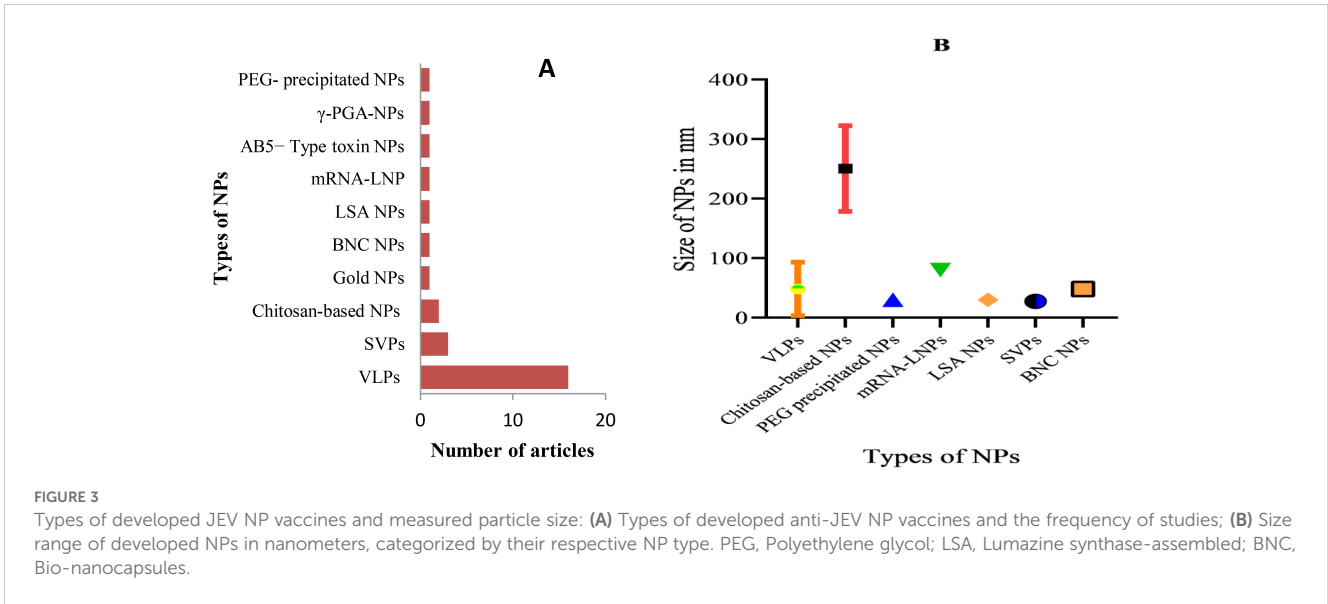 A
PEG- precipitated NPs
γ-PGA-NPs
AB5− Type toxin NPs
mRNA-LNP
LSA NPs
BNC NPs
Gold NPs
Chitosan-based NPs
SVPs
VLPs
Types of NPs
0 10 20
Number of articles
B
400
300
200
100
0
Size of NPs in nm
VLPs
Chitosan-based NPs
PEG precipitated NPs
mRNA-LNPs
LSA NPs
SVPs
BNC NPs
Types of NPs
FIGURE 3
Types of developed JEV NP vaccines and measured particle size: (A) Types of developed anti-JEV NP vaccines and the frequency of studies; (B) Size
range of developed NPs in nanometers, categorized by their respective NP type. PEG, Polyethylene glycol; LSA, Lumazine synthase-assembled; BNC,
Bio-nanocapsules.